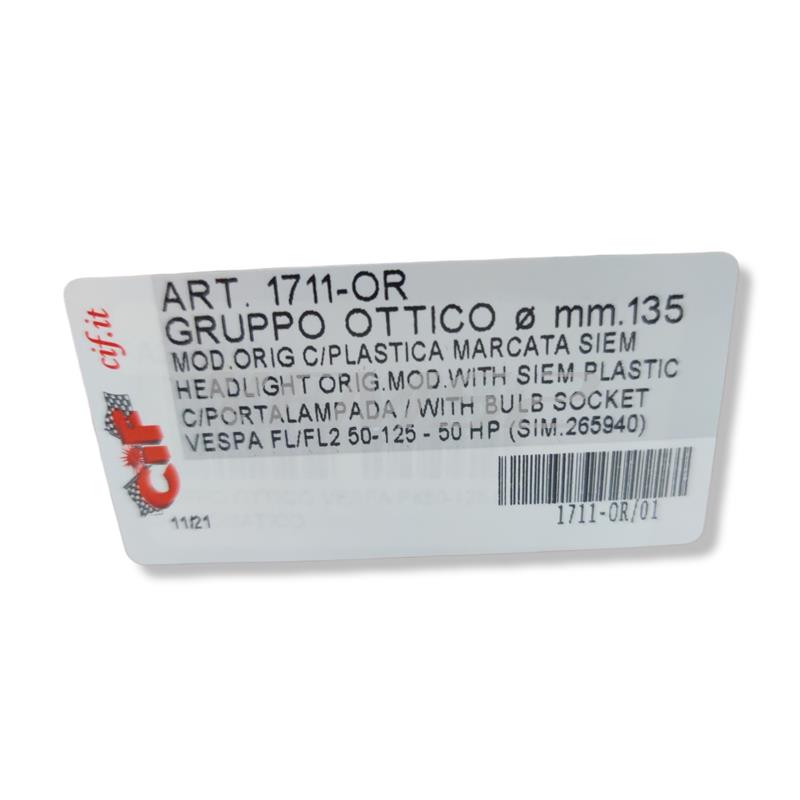 ART. 1711-OR
GRUPPO OTTICO ø mm.135
MOD.ORIG C/PLASTICA MARCATA SIEM
HEADLIGHT ORIG.MOD.WITH SIEM PLASTIC
C/PORTALAMPADA / WITH BULB SOCKET
VESPA FL/FL2 50-125 - 50 HP (SIM.265940)
cif.it
CiF
11/21
1711-OR/01